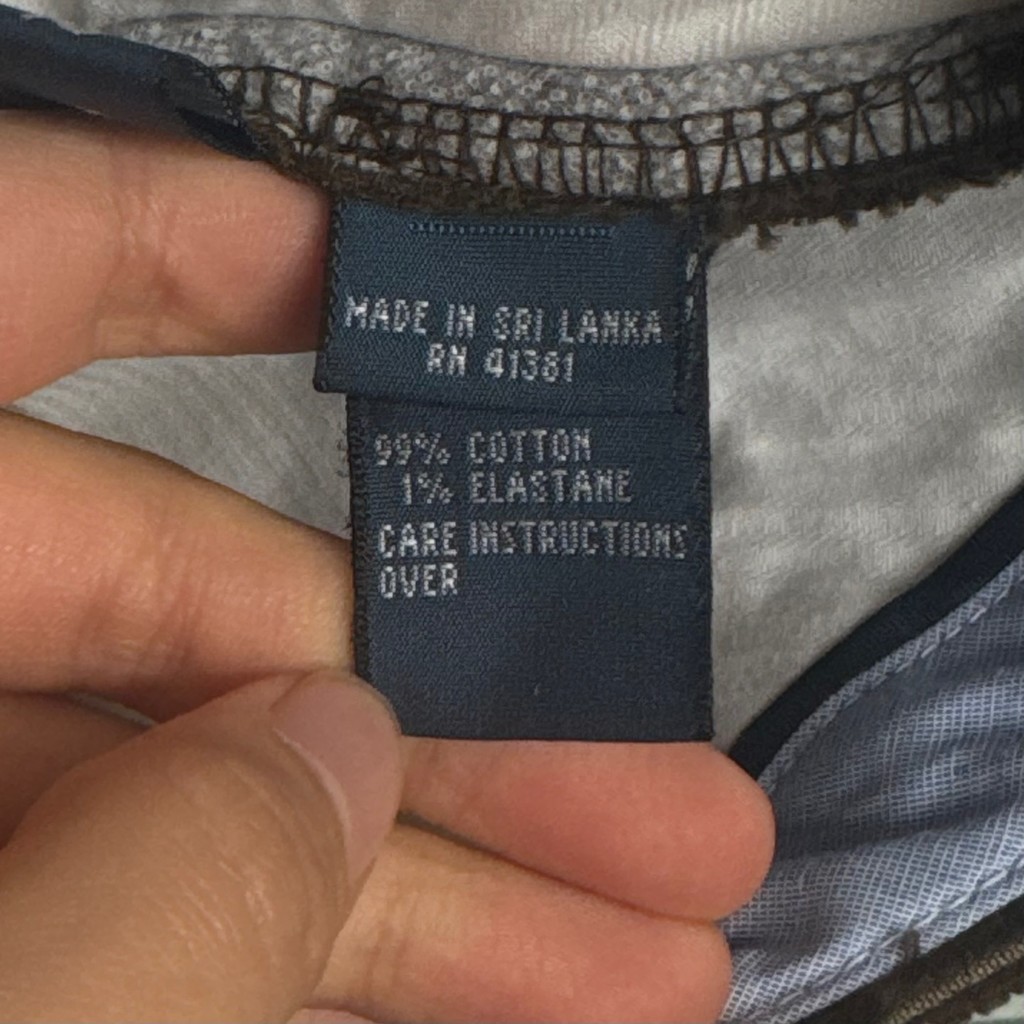 MADE IN SRI LANKA
RN 41381
99% COTTON
1% ELASTANE
CARE INSTRUCTIONS
OVER